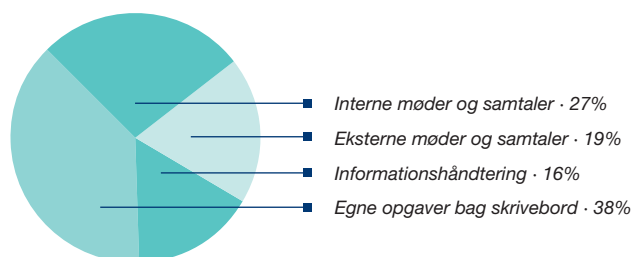 Interne møder og samtaler · 27%
Eksterne møder og samtaler · 19%
Informationshåndtering · 16%
Egne opgaver bag skrivebord · 38%